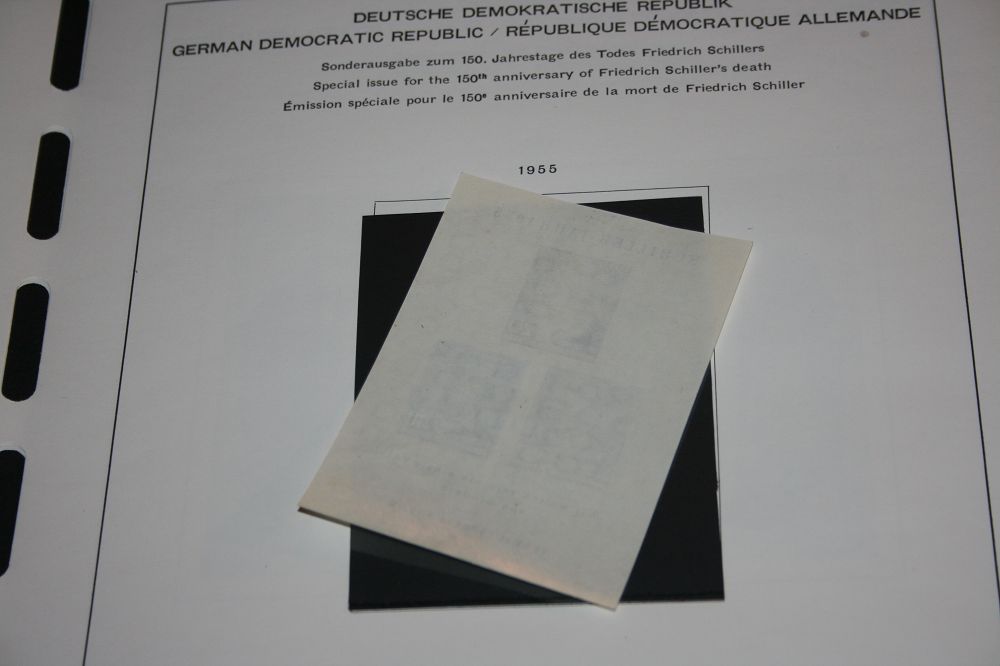 DEUTSCHE DEMOKRATISCHE REPUBLIK
GERMAN DEMOCRATIC REPUBLIC / RÉPUBLIQUE DÉMOCRATIQUE ALLEMANDE
Sonderausgabe zum 150. Jahrestage des Todes Friedrich Schillers
Special issue for the 150th anniversary of Friedrich Schiller's death
Émission spéciale pour le 150e anniversaire de la mort de Friedrich Schiller
1955